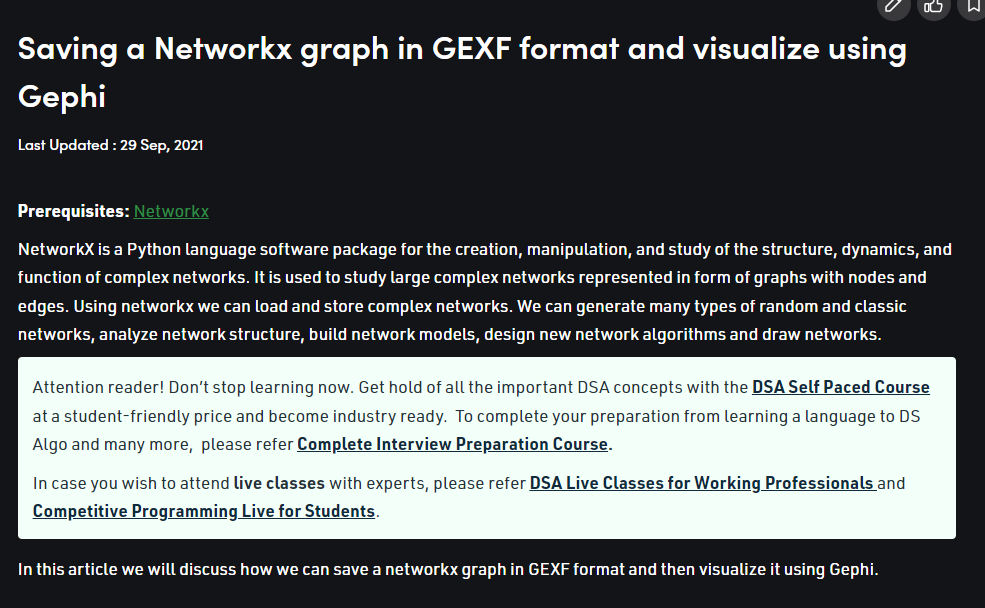 Saving a Networkx graph in GEXF format and visualize using
Gephi
Last Updated : 29 Sep, 2021
Prerequisites: Networkx
NetworkX is a Python language software package for the creation, manipulation, and study of the structure, dynamics, and
function of complex networks. It is used to study large complex networks represented in form of graphs with nodes and
edges. Using networkx we can load and store complex networks. We can generate many types of random and classic
networks, analyze network structure, build network models, design new network algorithms and draw networks.
Attention reader! Don’t stop learning now. Get hold of all the important DSA concepts with the DSA Self Paced Course
at a student-friendly price and become industry ready.  To complete your preparation from learning a language to DS
Algo and many more,  please refer Complete Interview Preparation Course.
In case you wish to attend live classes with experts, please refer DSA Live Classes for Working Professionals and
Competitive Programming Live for Students.
In this article we will discuss how we can save a networkx graph in GEXF format and then visualize it using Gephi.